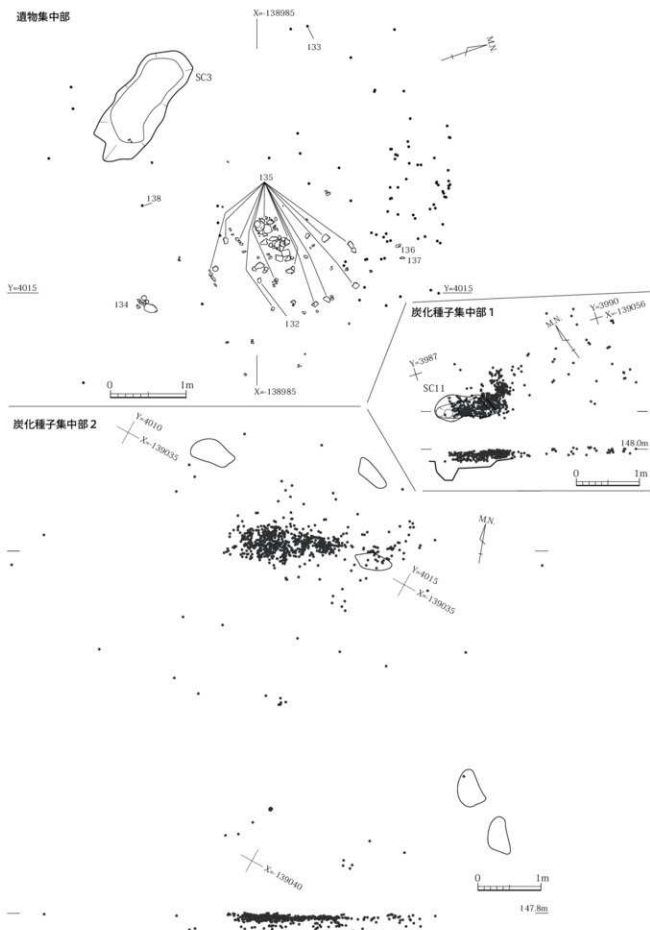 遺物集中部
X=-138985
133
M.N.
SC3
135
138
136
137
Y=4015
Y=4015
134
132
0 1m
X=-138985
炭化種子集中部1
Y=3990
X=-139056
M.N.
Y=3987
SC11
148.0m
0 1m
炭化種子集中部2
Y=4010
X=-139035
M.N.
Y=4015
X=-139035
X=-139040
0 1m
147.8m